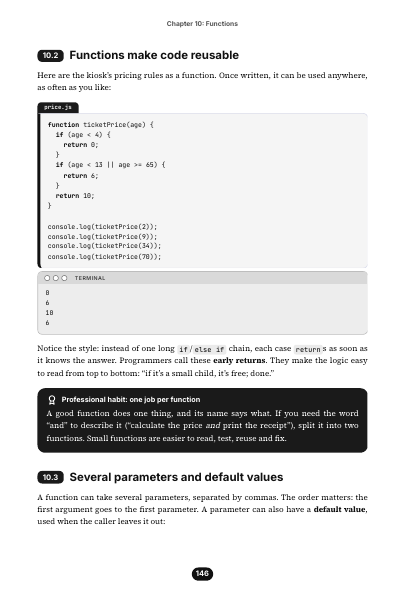 Chapter 10: Functions
10.2 Functions make code reusable
Here are the kiosk's pricing rules as a function. Once written, it can be used anywhere,
as often as you like:
price.js
function ticketPrice(age) {
  if (age < 4) {
    return 0;
  }
  if (age < 13 || age >= 65) {
    return 6;
  }
  return 10;
}
console.log(ticketPrice(2));
console.log(ticketPrice(9));
console.log(ticketPrice(34));
console.log(ticketPrice(70));
TERMINAL
0
6
10
6
Notice the style: instead of one long if / else if chain, each case returns as soon as
it knows the answer. Programmers call these early returns. They make the logic easy
to read from top to bottom: “if it's a small child, it's free; done.”
Professional habit: one job per function
A good function does one thing, and its name says what. If you need the word
“and” to describe it (“calculate the price and print the receipt”), split it into two
functions. Small functions are easier to read, test, reuse and fix.
10.3 Several parameters and default values
A function can take several parameters, separated by commas. The order matters: the
first argument goes to the first parameter. A parameter can also have a default value,
used when the caller leaves it out:
146